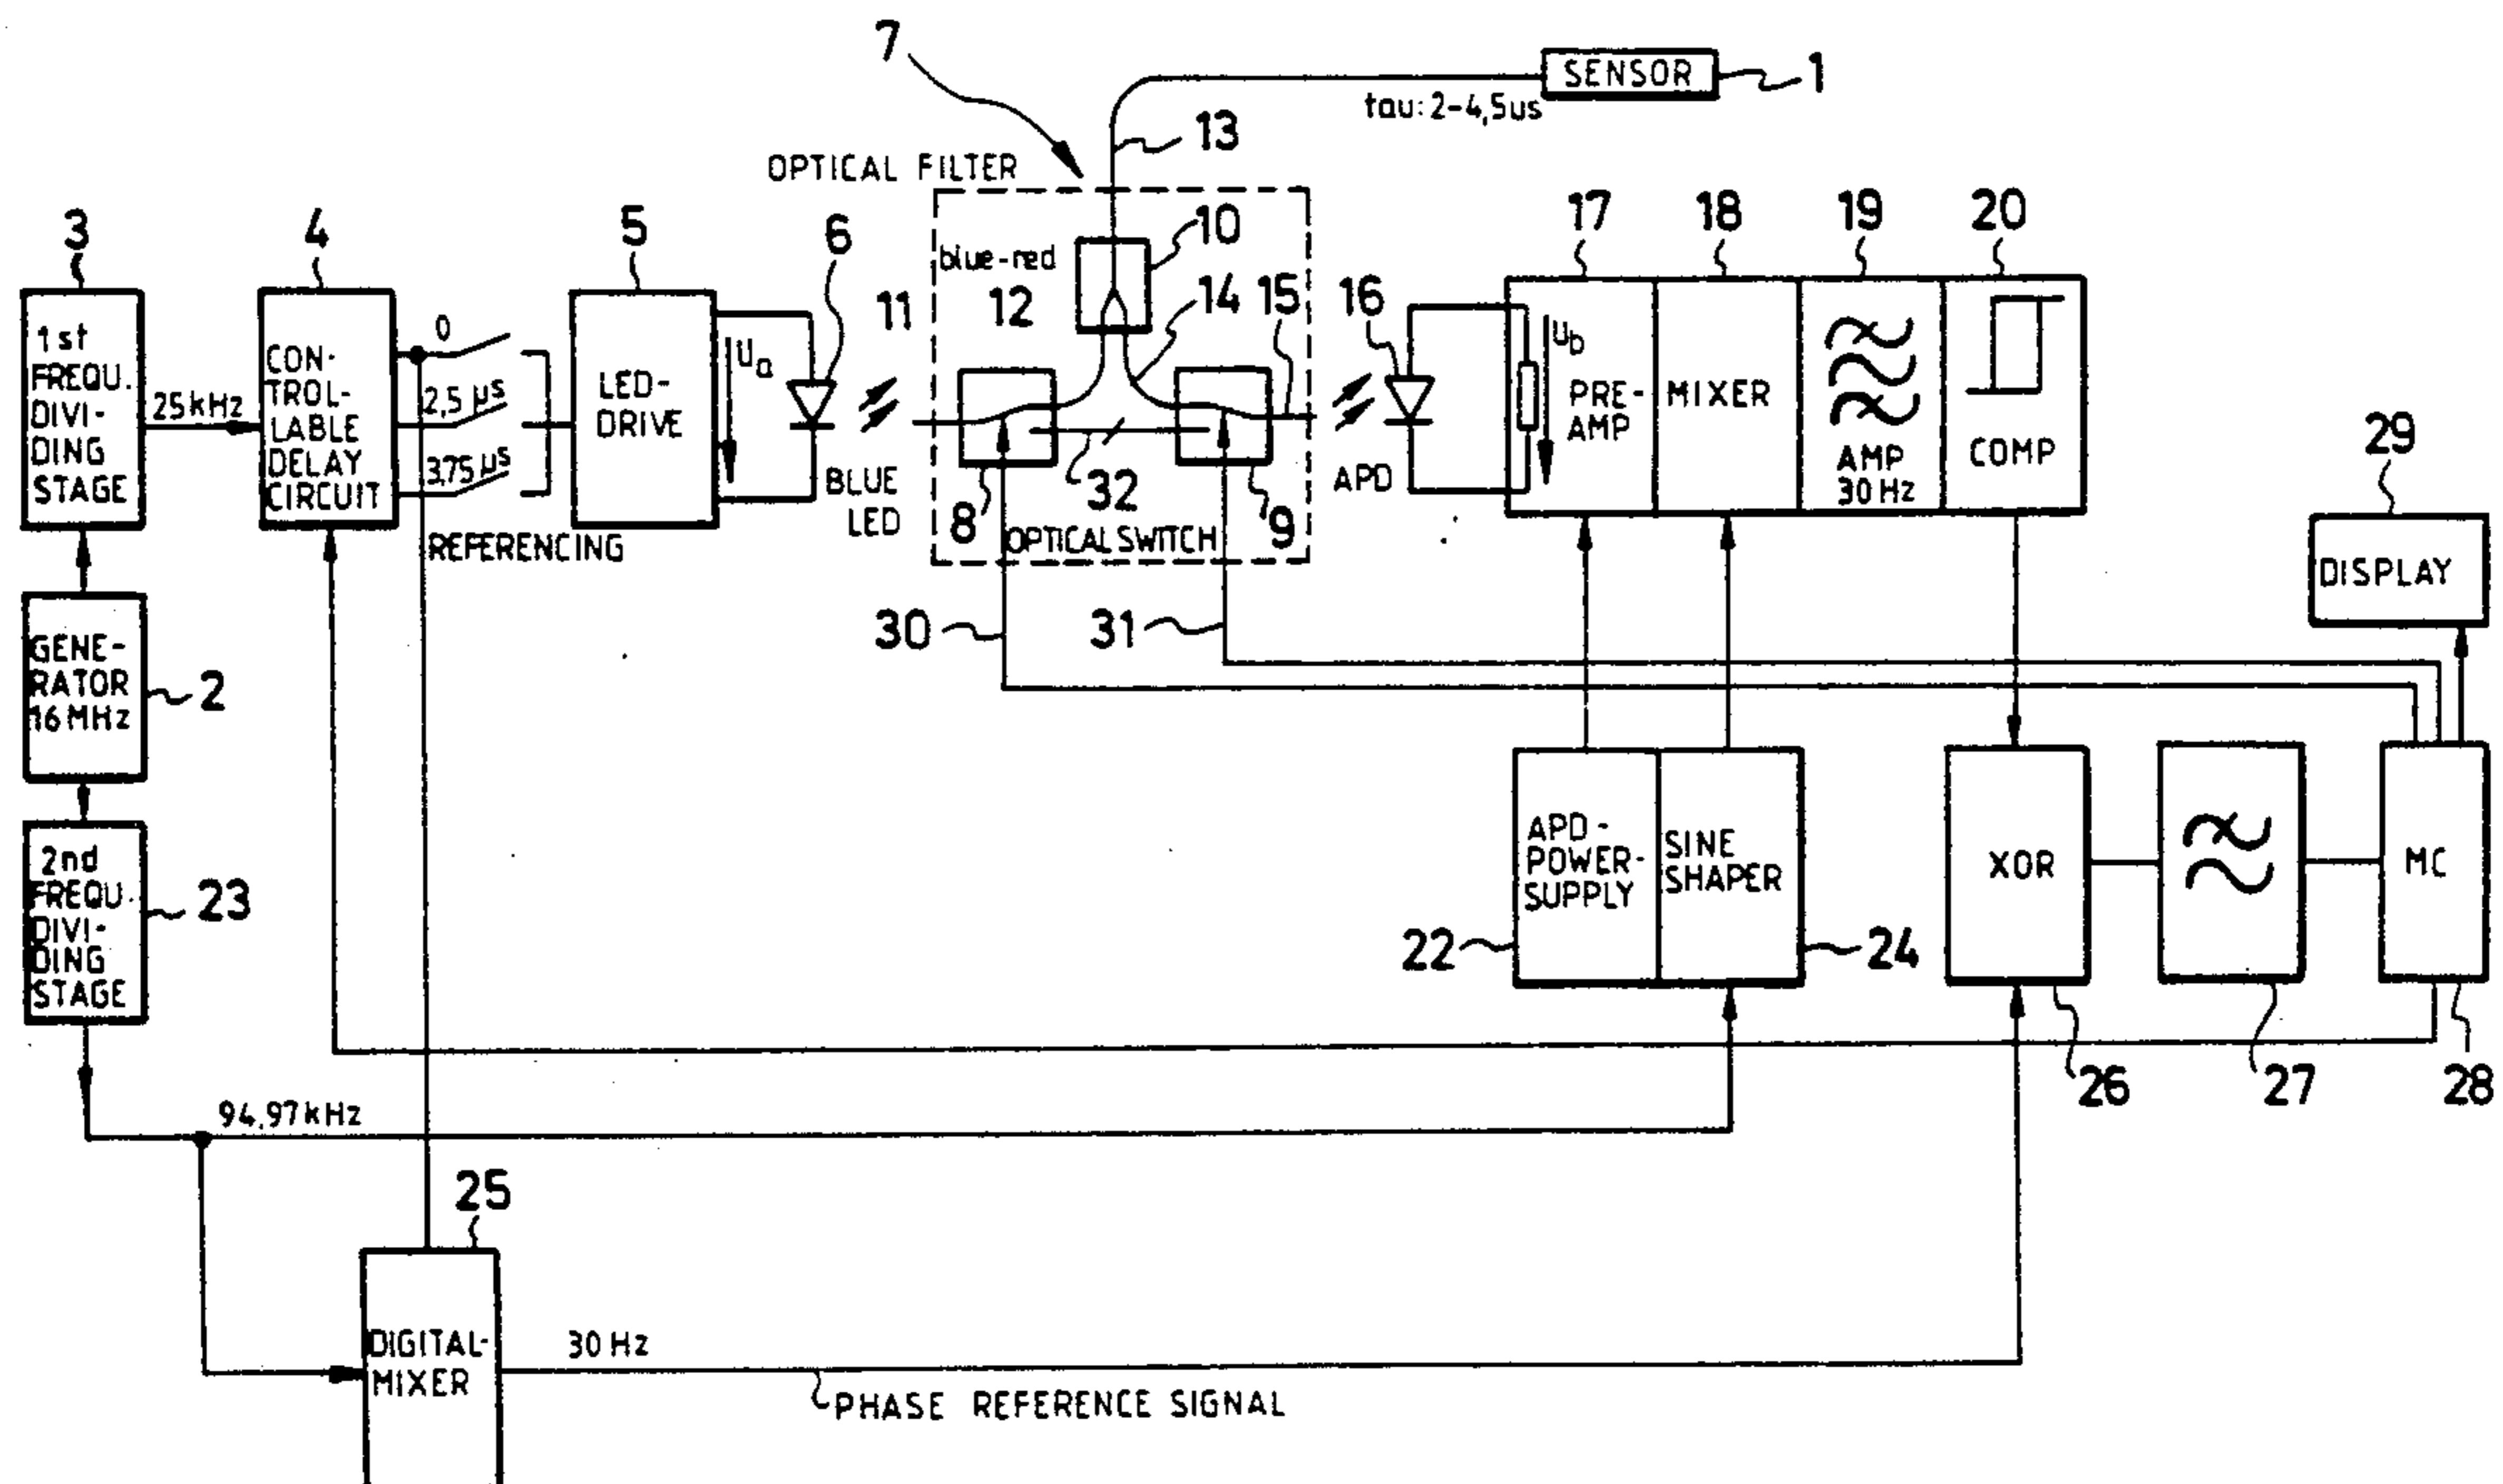 7
SENSOR
1
tau: 2-4,5us
13
OPTICAL FILTER
3
4
5
6
11
blue-red
12
10
14
15
16
17
18
19
20
1st
FREQU.
DIVI-
DING
STAGE
25 kHz
CON-
TROL-
LABLE
DELAY
CIRCUIT
0
2,5 µs
3,75 µs
REFERENCING
LED-
DRIVE
Ua
BLUE
LED
8
32
9
OPTICAL SWITCH
APD
Ub
PRE-
AMP
MIXER
AMP
30 Hz
COMP
29
DISPLAY
30
31
GENE-
RATOR
16 MHz
2
2nd
FREQU.
DIVI-
DING
STAGE
23
APD-
POWER-
SUPPLY
SINE
SHAPER
22
24
XOR
MC
26
27
28
94,97 kHz
25
DIGITAL-
MIXER
30 Hz
PHASE REFERENCE SIGNAL